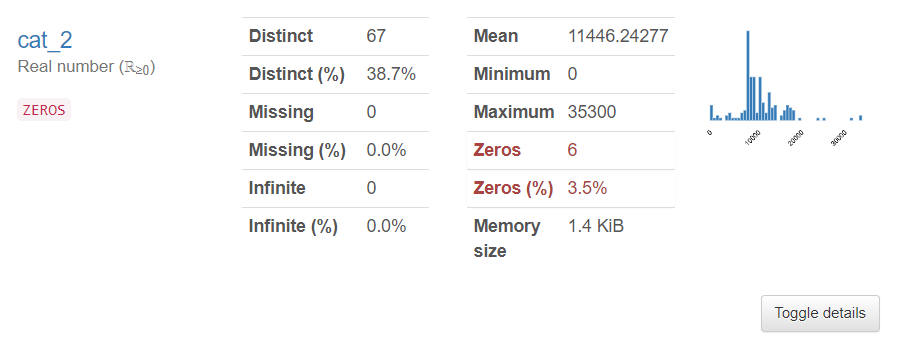 cat_2
Real number (ℝ≥0)
ZEROS
Distinct 67
Distinct (%) 38.7%
Missing 0
Missing (%) 0.0%
Infinite 0
Infinite (%) 0.0%
Mean 11446.24277
Minimum 0
Maximum 35300
Zeros 6
Zeros (%) 3.5%
Memory 1.4 KiB
size
0 10000 20000 30000
Toggle details